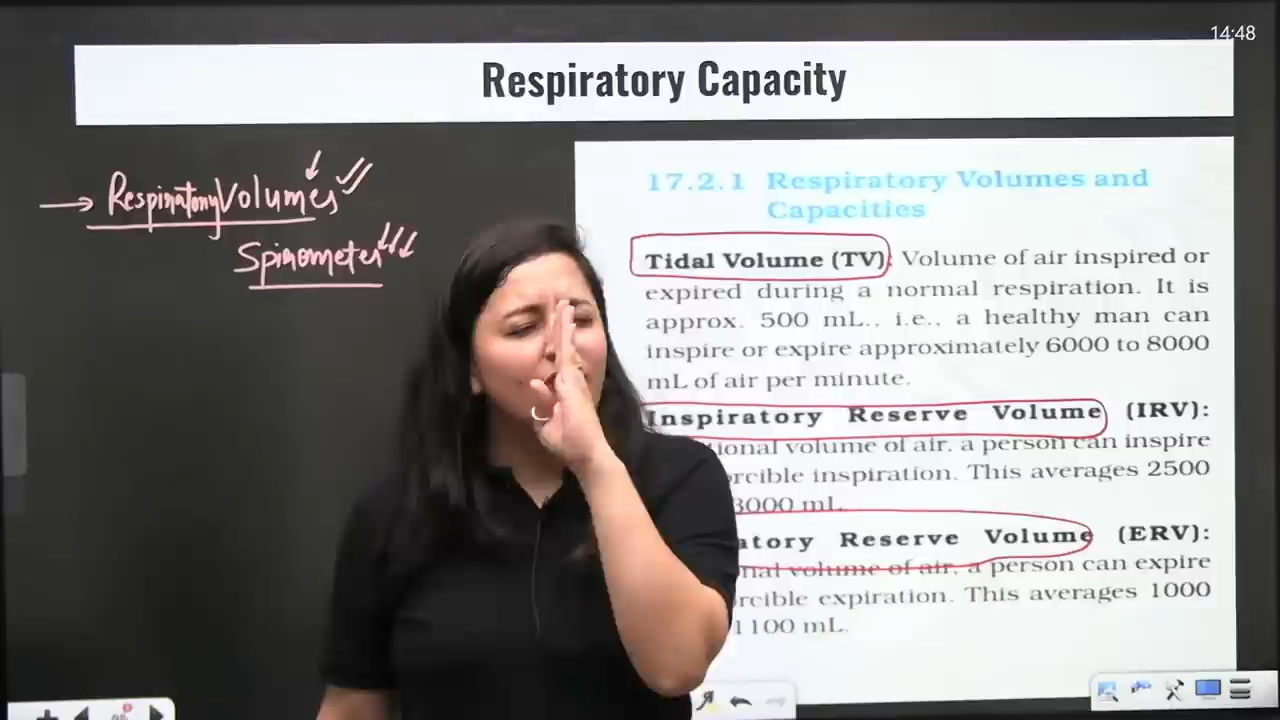 14:48
Respiratory Capacity
→ Respiratory Volumes
Spirometer
17.2.1 Respiratory Volumes and
Capacities
Tidal Volume (TV): Volume of air inspired or
expired during a normal respiration. It is
approx. 500 mL., i.e., a healthy man can
inspire or expire approximately 6000 to 8000
mL of air per minute.
Inspiratory Reserve Volume (IRV):
tional volume of air, a person can inspire
rcible inspiration. This averages 2500
3000 mL.
atory Reserve Volume (ERV):
nal volume of air, a person can expire
rcible expiration. This averages 1000
1100 mL.